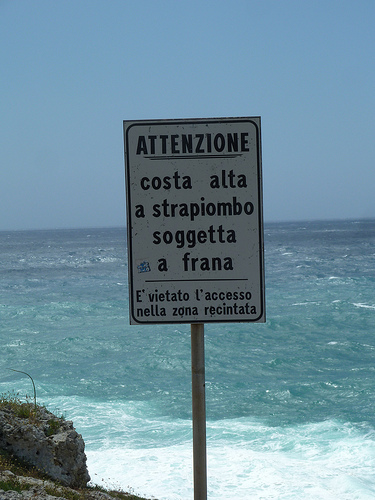 ATTENZIONE
costa alta
a strapiombo
soggetta
a frana
E' vietato l'accesso
nella zona recintata